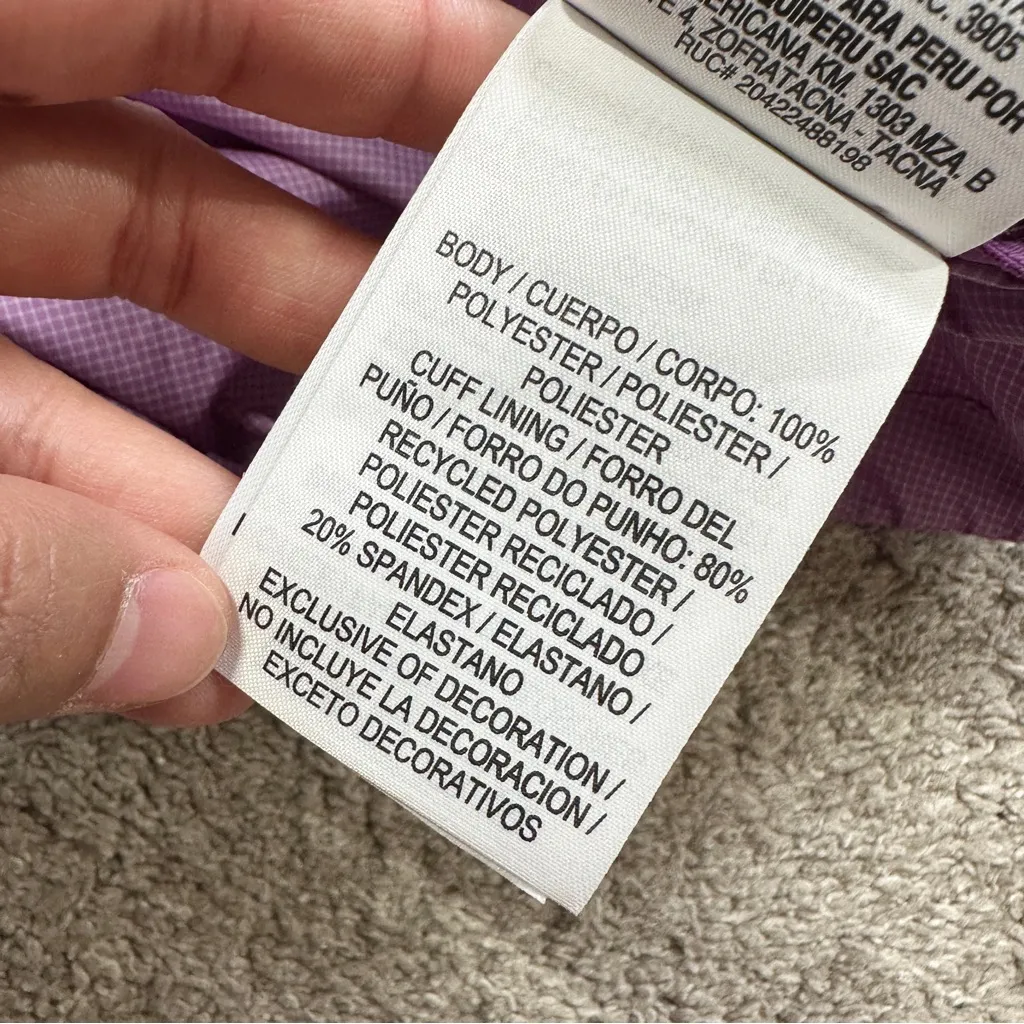 C. 3905
ARA PERU POR
QUIPERU SAC
ERICANA KM. 1303 MZA. B
TE 4, ZOFRATACNA - TACNA
RUC# 20422488198
BODY / CUERPO / CORPO: 100%
POLYESTER / POLIESTER /
POLIESTER
CUFF LINING / FORRO DEL
PUÑO / FORRO DO PUNHO: 80%
RECYCLED POLYESTER /
POLIESTER RECICLADO /
POLIESTER RECICLADO
20% SPANDEX / ELASTANO /
ELASTANO
EXCLUSIVE OF DECORATION /
NO INCLUYE LA DECORACION /
EXCETO DECORATIVOS